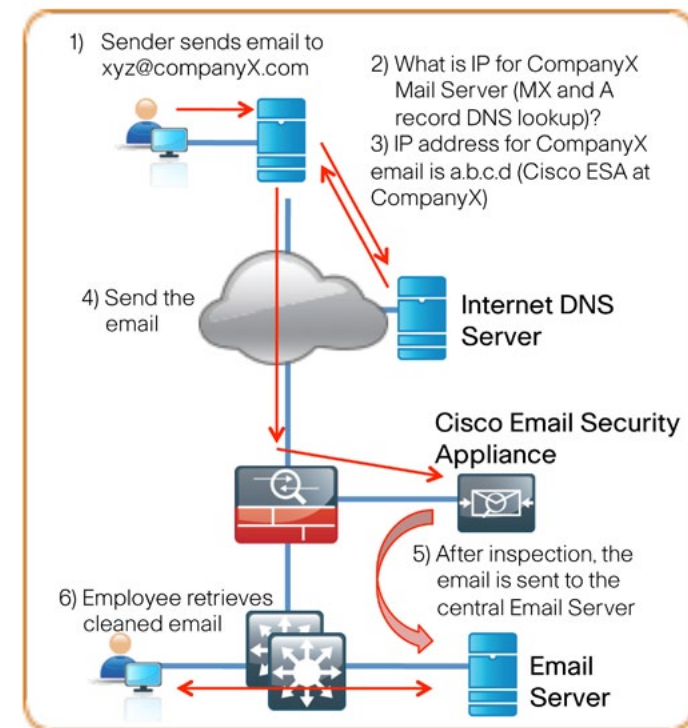 1) Sender sends email to
xyz@companyX.com
2) What is IP for CompanyX
Mail Server (MX and A
record DNS lookup)?
3) IP address for CompanyX
email is a.b.c.d (Cisco ESA at
CompanyX)
4) Send the
email
Internet DNS
Server
Cisco Email Security
Appliance
5) After inspection, the
email is sent to the
central Email Server
6) Employee retrieves
cleaned email
Email
Server